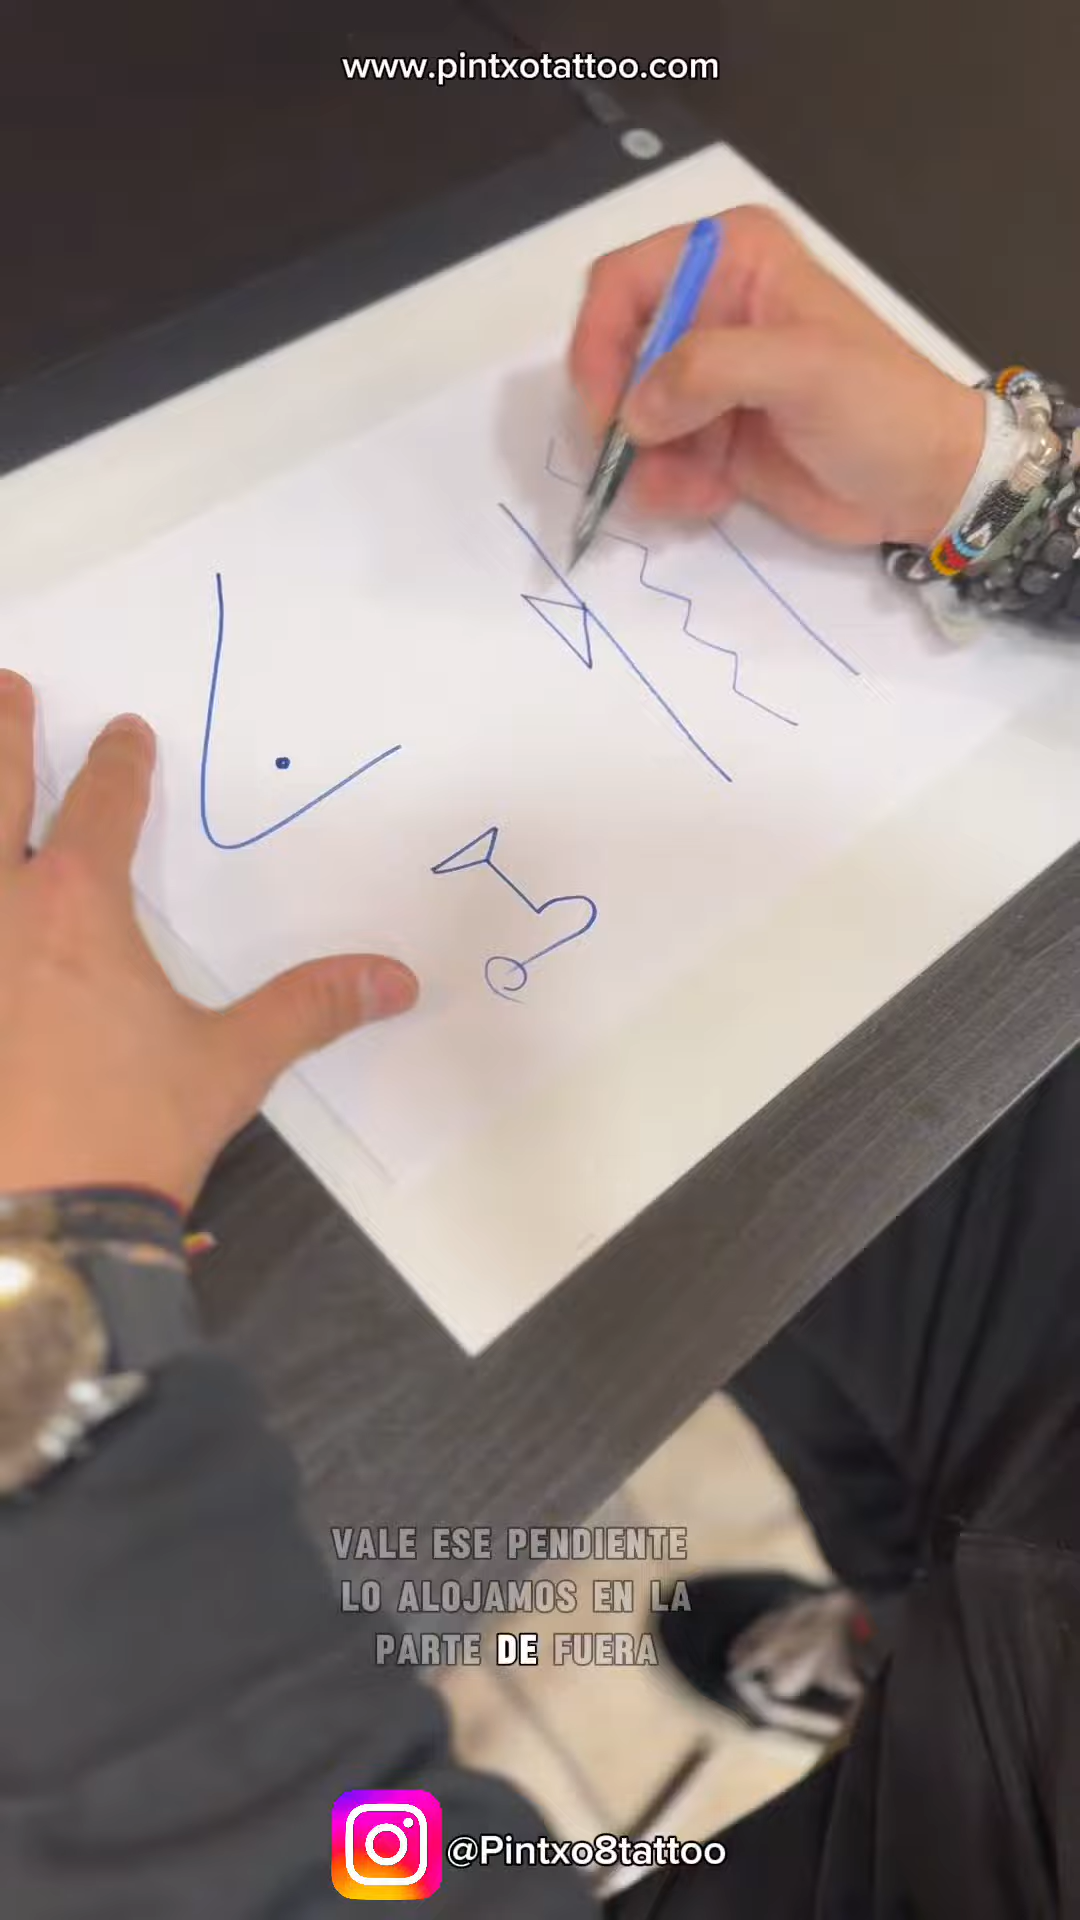 www.pintxotattoo.com
VALE ESE PENDIENTE
LO ALOJAMOS EN LA
PARTE DE FUERA
@Pintxo8tattoo